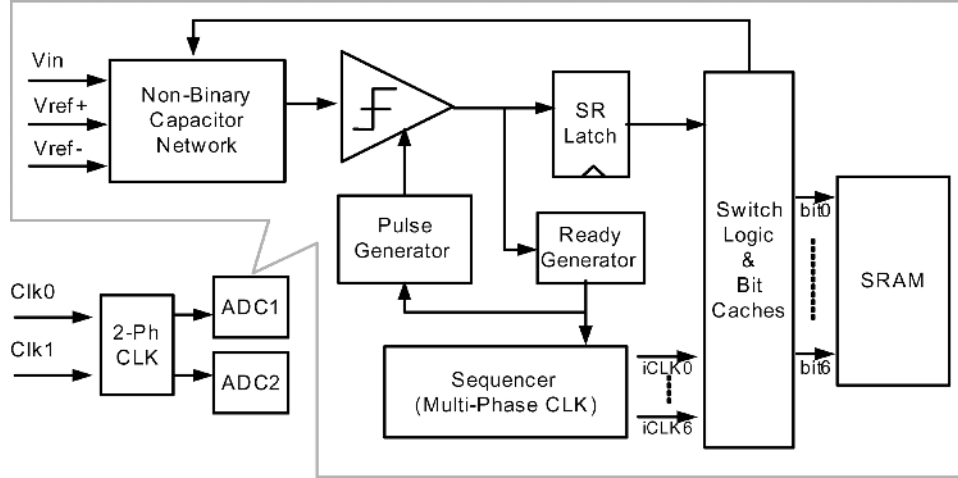 Vin
Vref+
Vref-
Non-Binary
Capacitor
Network
SR
Latch
Pulse
Generator
Ready
Generator
Switch
Logic
&
Bit
Caches
bit0
bit6
SRAM
Clk0
Clk1
2-Ph
CLK
ADC1
ADC2
Sequencer
(Multi-Phase CLK)
iCLK0
iCLK6